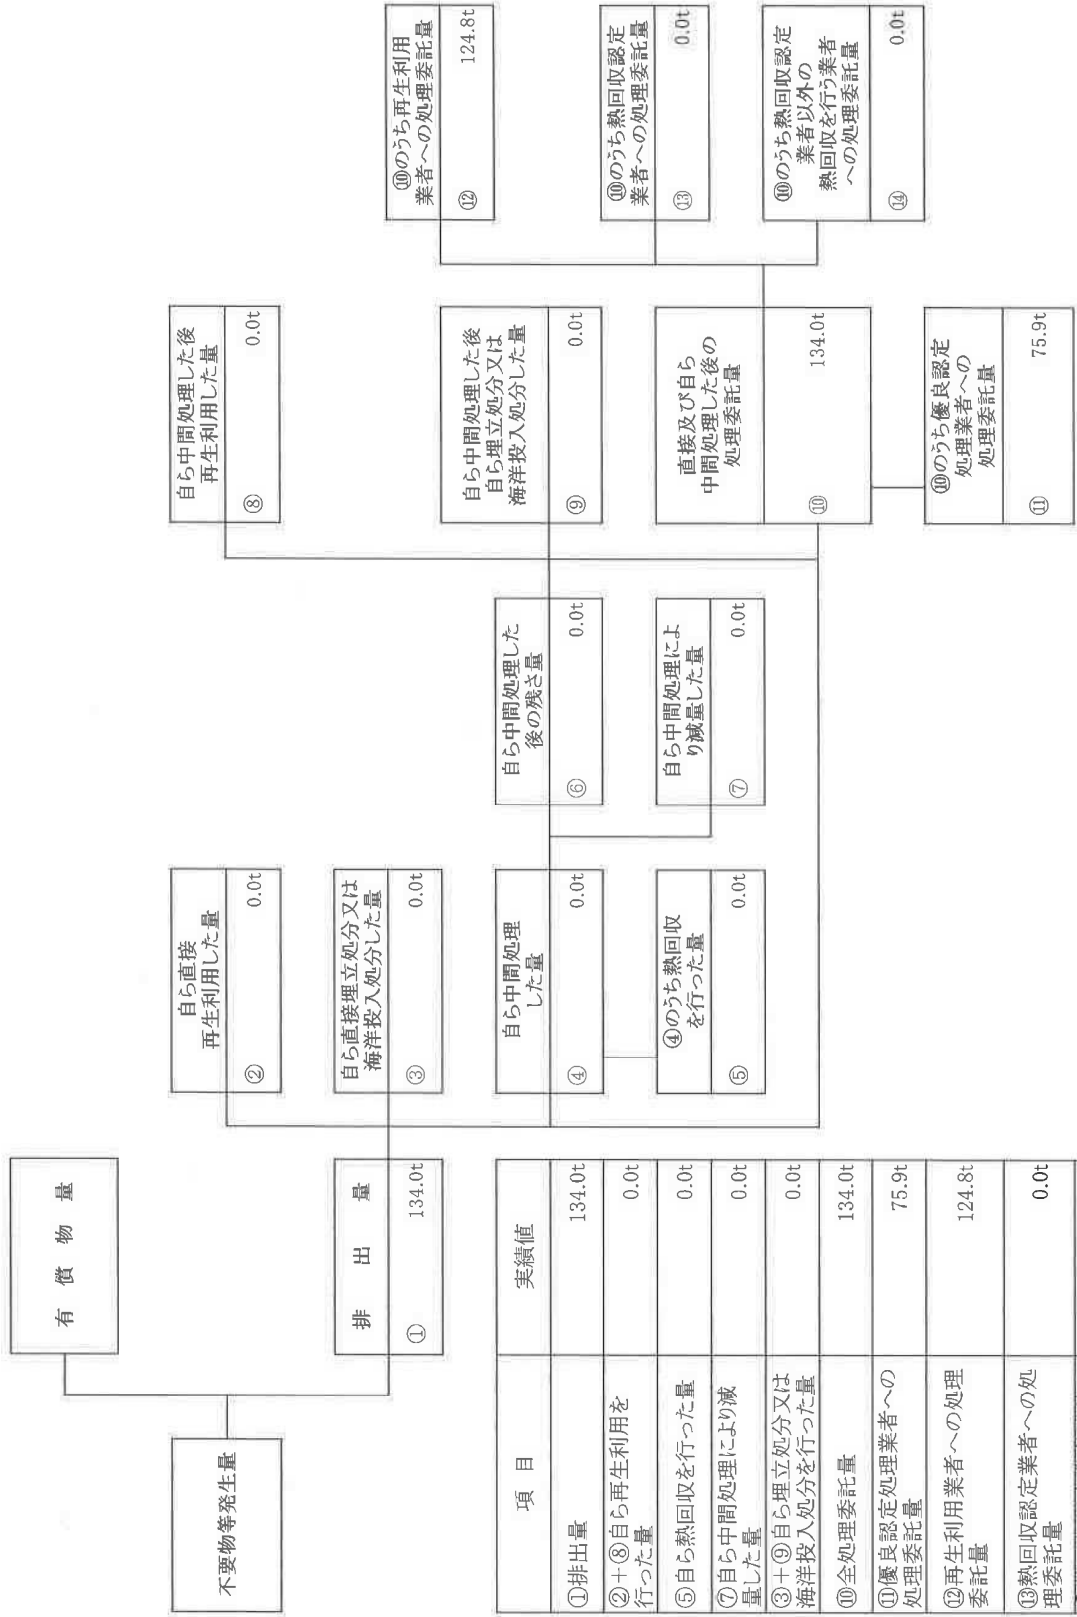 不要物等発生量
有償物量
排出量
① 134.0t
自ら直接
再生利用した量
② 0.0t
自ら直接埋立処分又は
海洋投入処分した量
③ 0.0t
自ら中間処理
した量
④ 0.0t
④のうち熱回収
を行った量
⑤ 0.0t
自ら中間処理した
後の残さ量
⑥ 0.0t
自ら中間処理によ
り減量した量
⑦ 0.0t
自ら中間処理した後
再生利用した量
⑧ 0.0t
自ら中間処理した後
自ら埋立処分又は
海洋投入処分した量
⑨ 0.0t
直接及び自ら
中間処理した後の
処理委託量
⑩ 134.0t
⑩のうち優良認定
処理業者への
処理委託量
⑪ 75.9t
⑩のうち再生利用
業者への処理委託量
⑫ 124.8t
⑩のうち熱回収認定
業者への処理委託量
⑬ 0.0t
⑩のうち熱回収認定
業者以外の
熱回収を行う業者
への処理委託量
⑭ 0.0t
項目 実績値
①排出量 134.0t
②+⑧自ら再生利用を
行った量 0.0t
⑤自ら熱回収を行った量 0.0t
⑦自ら中間処理により減
量した量 0.0t
③+⑨自ら埋立処分又は
海洋投入処分を行った量 0.0t
⑩全処理委託量 134.0t
⑪優良認定処理業者への
処理委託量 75.9t
⑫再生利用業者への処理
委託量 124.8t
⑬熱回収認定業者への処
理委託量 0.0t